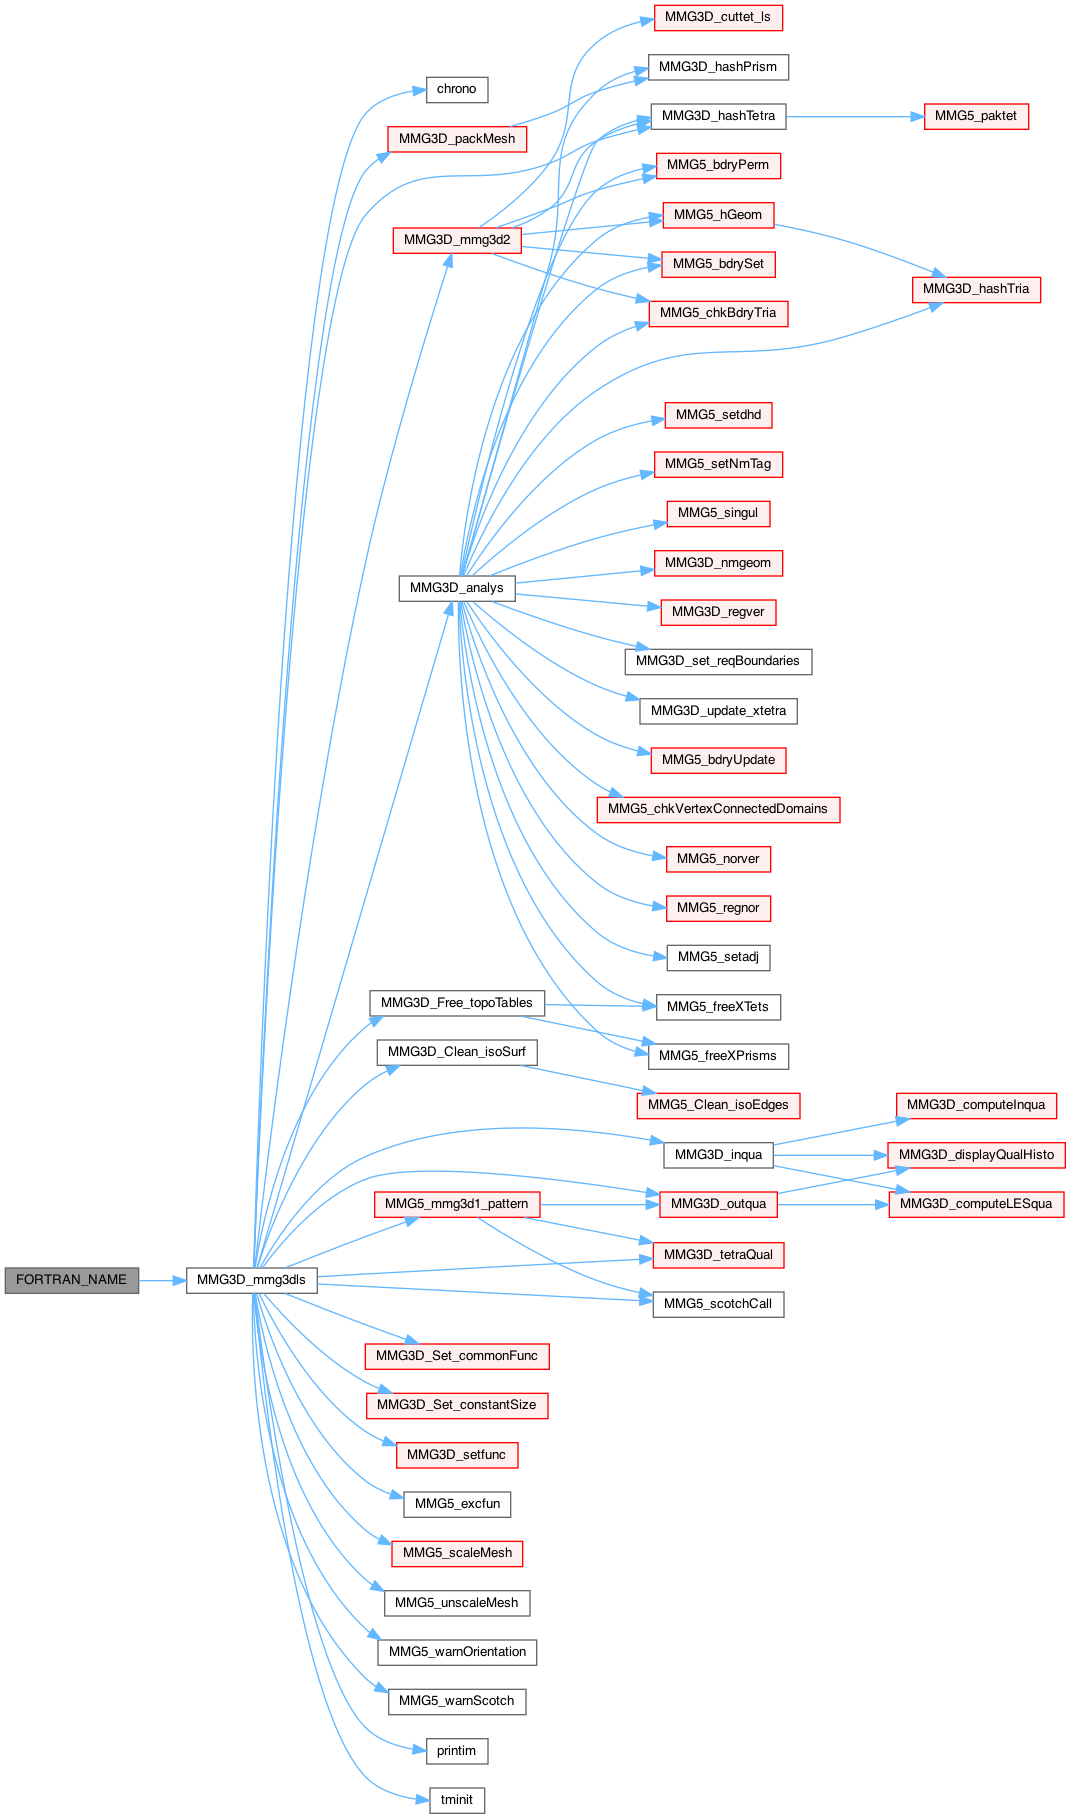 MMG3D_cuttet_ls
MMG3D_hashPrism
chrono
MMG3D_hashTetra
MMG5_paktet
MMG3D_packMesh
MMG5_bdryPerm
MMG5_hGeom
MMG3D_mmg3d2
MMG5_bdrySet
MMG3D_hashTria
MMG5_chkBdryTria
MMG5_setdhd
MMG5_setNmTag
MMG5_singul
MMG3D_nmgeom
MMG3D_analys
MMG3D_regver
MMG3D_set_reqBoundaries
MMG3D_update_xtetra
MMG5_bdryUpdate
MMG5_chkVertexConnectedDomains
MMG5_norver
MMG5_regnor
MMG5_setadj
MMG3D_Free_topoTables
MMG5_freeXTets
MMG3D_Clean_isoSurf
MMG5_freeXPrisms
MMG5_Clean_isoEdges
MMG3D_computeInqua
MMG3D_inqua
MMG3D_displayQualHisto
MMG5_mmg3d1_pattern
MMG3D_outqua
MMG3D_computeLESqua
MMG3D_tetraQual
FORTRAN_NAME
MMG3D_mmg3dls
MMG5_scotchCall
MMG3D_Set_commonFunc
MMG3D_Set_constantSize
MMG3D_setfunc
MMG5_excfun
MMG5_scaleMesh
MMG5_unscaleMesh
MMG5_warnOrientation
MMG5_warnScotch
printim
tminit